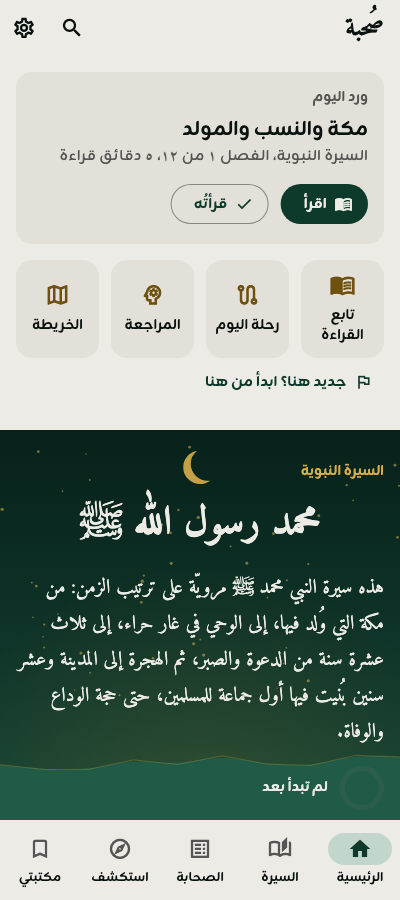 صُحبة
ورد اليوم
مكة والنسب والمولد
السيرة النبوية، الفصل ١ من ١٢، ٥ دقائق قراءة
اقرأ
قرأتُه
تابع القراءة
رحلة اليوم
المراجعة
الخريطة
جديد هنا؟ ابدأ من هنا
السيرة النبوية
محمد رسول الله ﷺ
هذه سيرة النبي محمد ﷺ مرويّة على ترتيب الزمن: من
مكة التي وُلد فيها، إلى الوحي في غار حراء، إلى ثلاث
عشرة سنة من الدعوة والصبر، ثم الهجرة إلى المدينة وعشر
سنين بُنيت فيها أول جماعة للمسلمين، حتى حجة الوداع
والوفاة.
لم تبدأ بعد
الرئيسية
السيرة
الصحابة
استكشف
مكتبتي